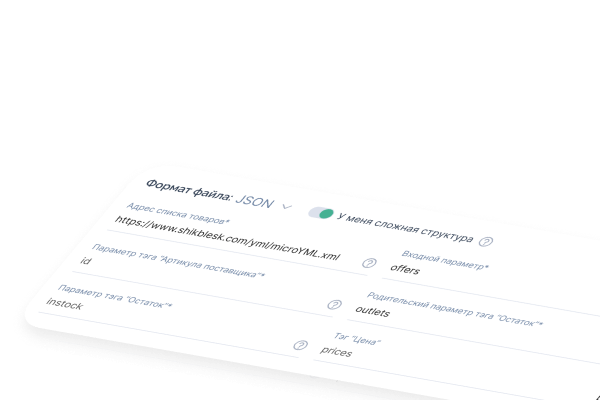 Формат файла: JSON
У меня сложная структура
Адрес списка товаров*
https://www.shikblesk.com/yml/microYML.xml
Входной параметр*
offers
Параметр тэга "Артикула поставщика"*
id
Родительский параметр тэга "Остаток"*
outlets
Параметр тэга "Остаток"*
instock
Тэг "Цена"
prices